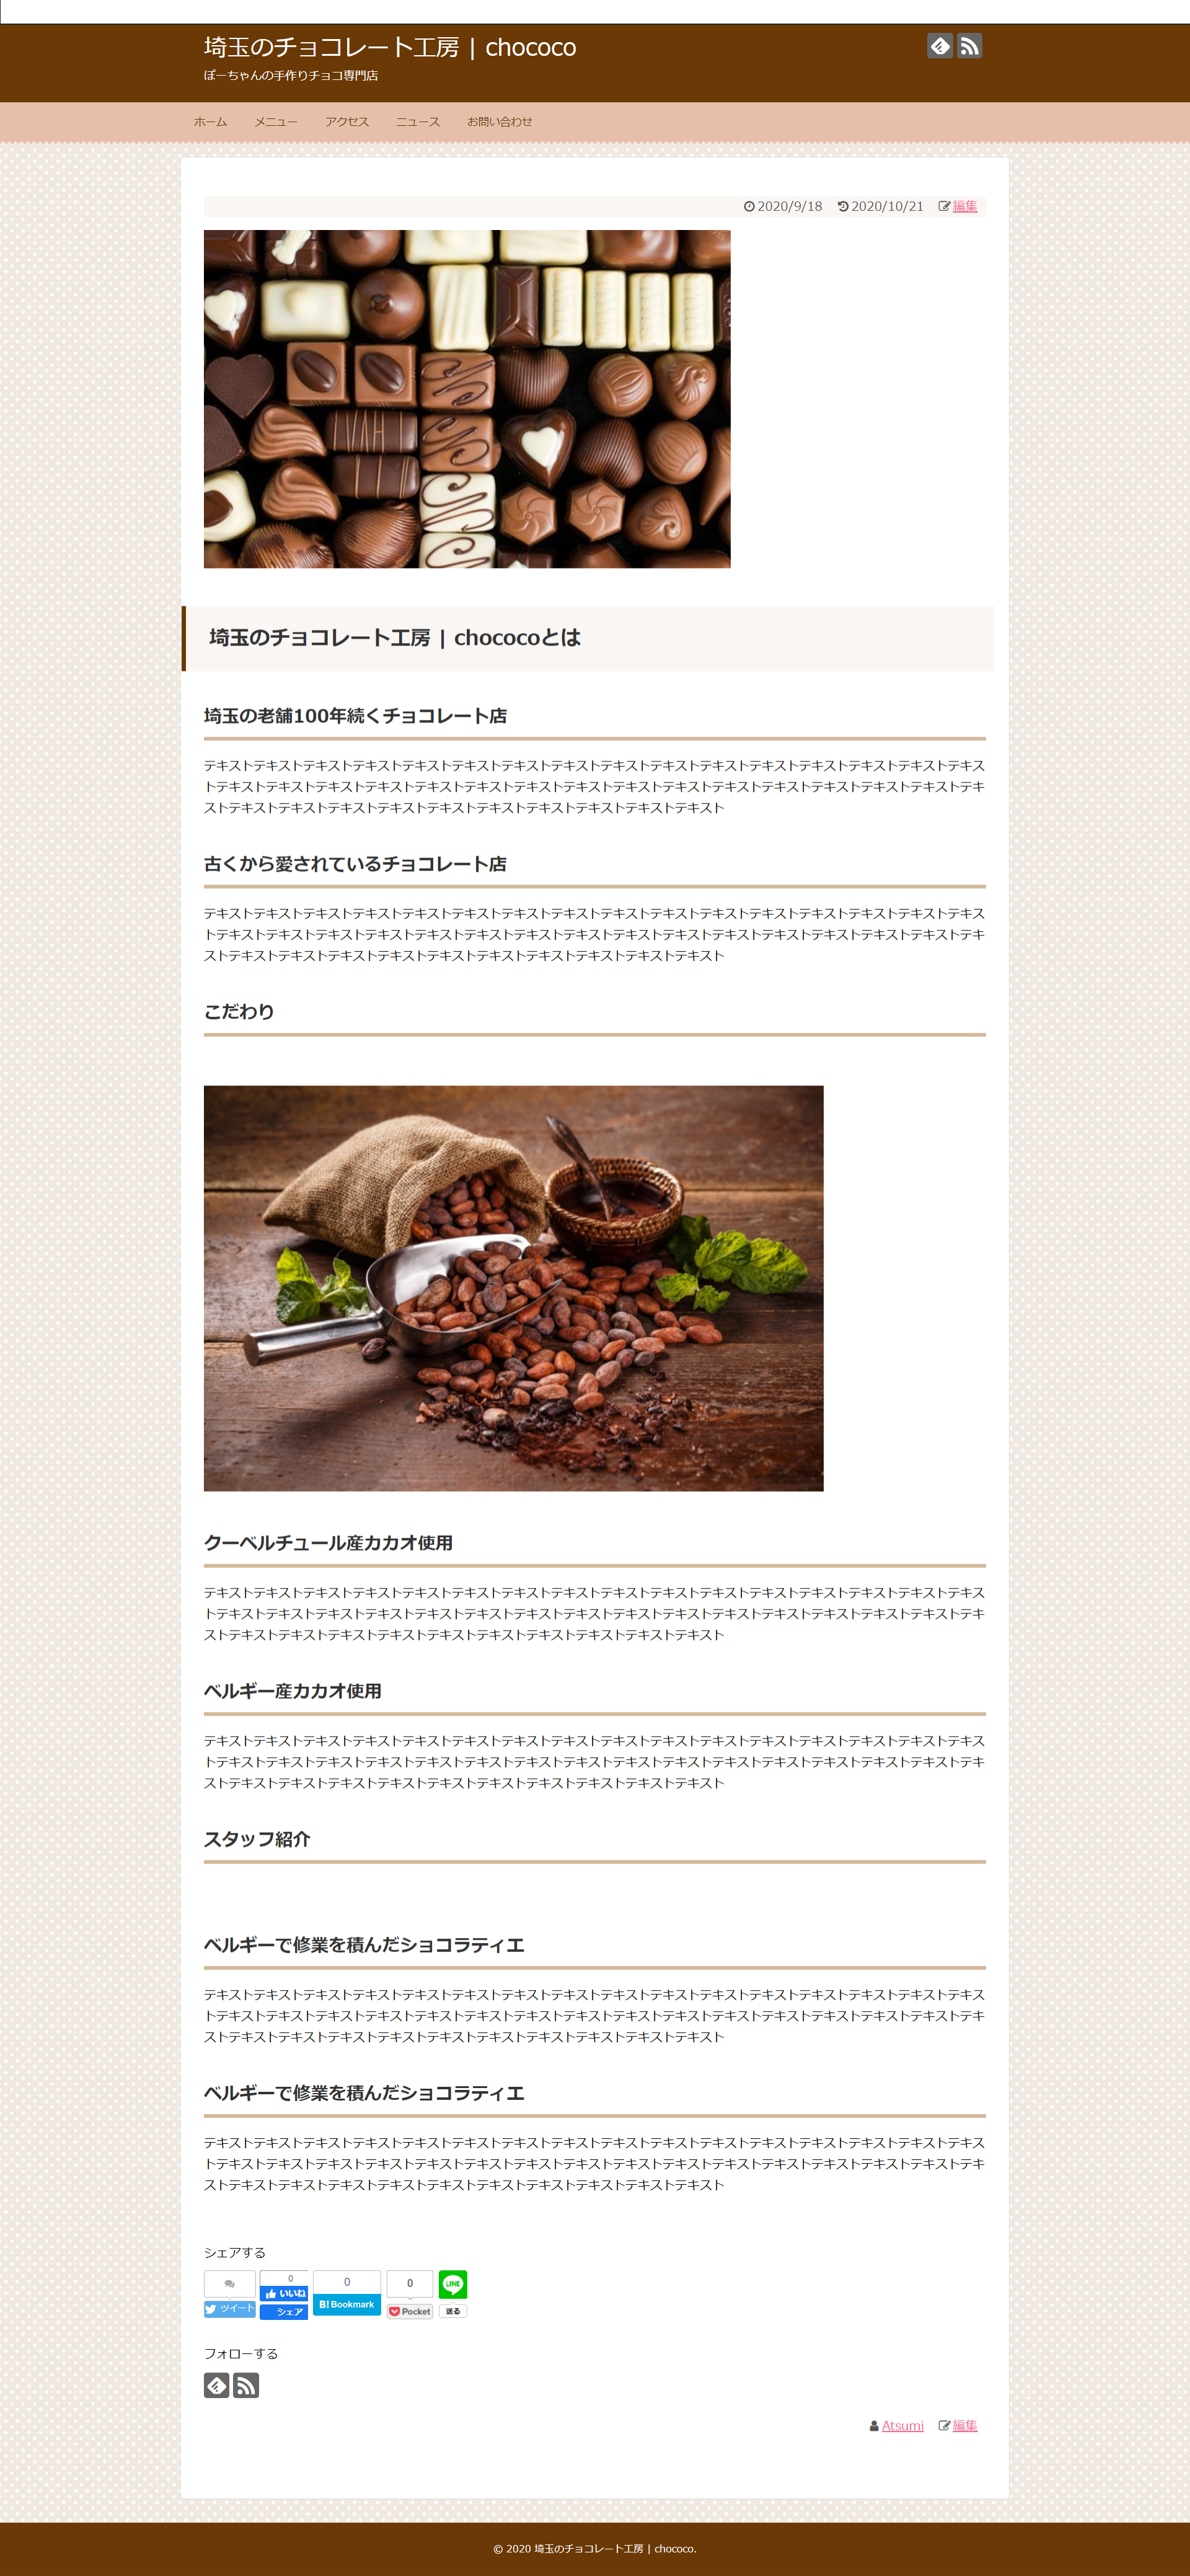 埼玉のチョコレート工房 | chococo
ぽーちゃんの手作りチョコ専門店
ホーム メニュー アクセス ニュース お問い合わせ
2020/9/18 2020/10/21 編集
埼玉のチョコレート工房 | chococoとは
埼玉の老舗100年続くチョコレート店
テキストテキストテキストテキストテキストテキストテキストテキストテキストテキストテキストテキストテキストテキストテキストテキス
トテキストテキストテキストテキストテキストテキストテキストテキストテキストテキストテキストテキストテキストテキストテキストテキ
ストテキストテキストテキストテキストテキストテキストテキストテキストテキストテキスト
古くから愛されているチョコレート店
テキストテキストテキストテキストテキストテキストテキストテキストテキストテキストテキストテキストテキストテキストテキストテキス
トテキストテキストテキストテキストテキストテキストテキストテキストテキストテキストテキストテキストテキストテキストテキストテキ
ストテキストテキストテキストテキストテキストテキストテキストテキストテキストテキスト
こだわり
クーベルチュール産カカオ使用
テキストテキストテキストテキストテキストテキストテキストテキストテキストテキストテキストテキストテキストテキストテキストテキス
トテキストテキストテキストテキストテキストテキストテキストテキストテキストテキストテキストテキストテキストテキストテキストテキ
ストテキストテキストテキストテキストテキストテキストテキストテキストテキストテキスト
ベルギー産カカオ使用
テキストテキストテキストテキストテキストテキストテキストテキストテキストテキストテキストテキストテキストテキストテキストテキス
トテキストテキストテキストテキストテキストテキストテキストテキストテキストテキストテキストテキストテキストテキストテキストテキ
ストテキストテキストテキストテキストテキストテキストテキストテキストテキストテキスト
スタッフ紹介
ベルギーで修業を積んだショコラティエ
テキストテキストテキストテキストテキストテキストテキストテキストテキストテキストテキストテキストテキストテキストテキストテキス
トテキストテキストテキストテキストテキストテキストテキストテキストテキストテキストテキストテキストテキストテキストテキストテキ
ストテキストテキストテキストテキストテキストテキストテキストテキストテキストテキスト
ベルギーで修業を積んだショコラティエ
テキストテキストテキストテキストテキストテキストテキストテキストテキストテキストテキストテキストテキストテキストテキストテキス
トテキストテキストテキストテキストテキストテキストテキストテキストテキストテキストテキストテキストテキストテキストテキストテキ
ストテキストテキストテキストテキストテキストテキストテキストテキストテキストテキスト
シェアする
0 0 0 LINE
ツイート いいね シェア B! Bookmark Pocket 送る
フォローする
Atsumi 編集
© 2020 埼玉のチョコレート工房 | chococo.